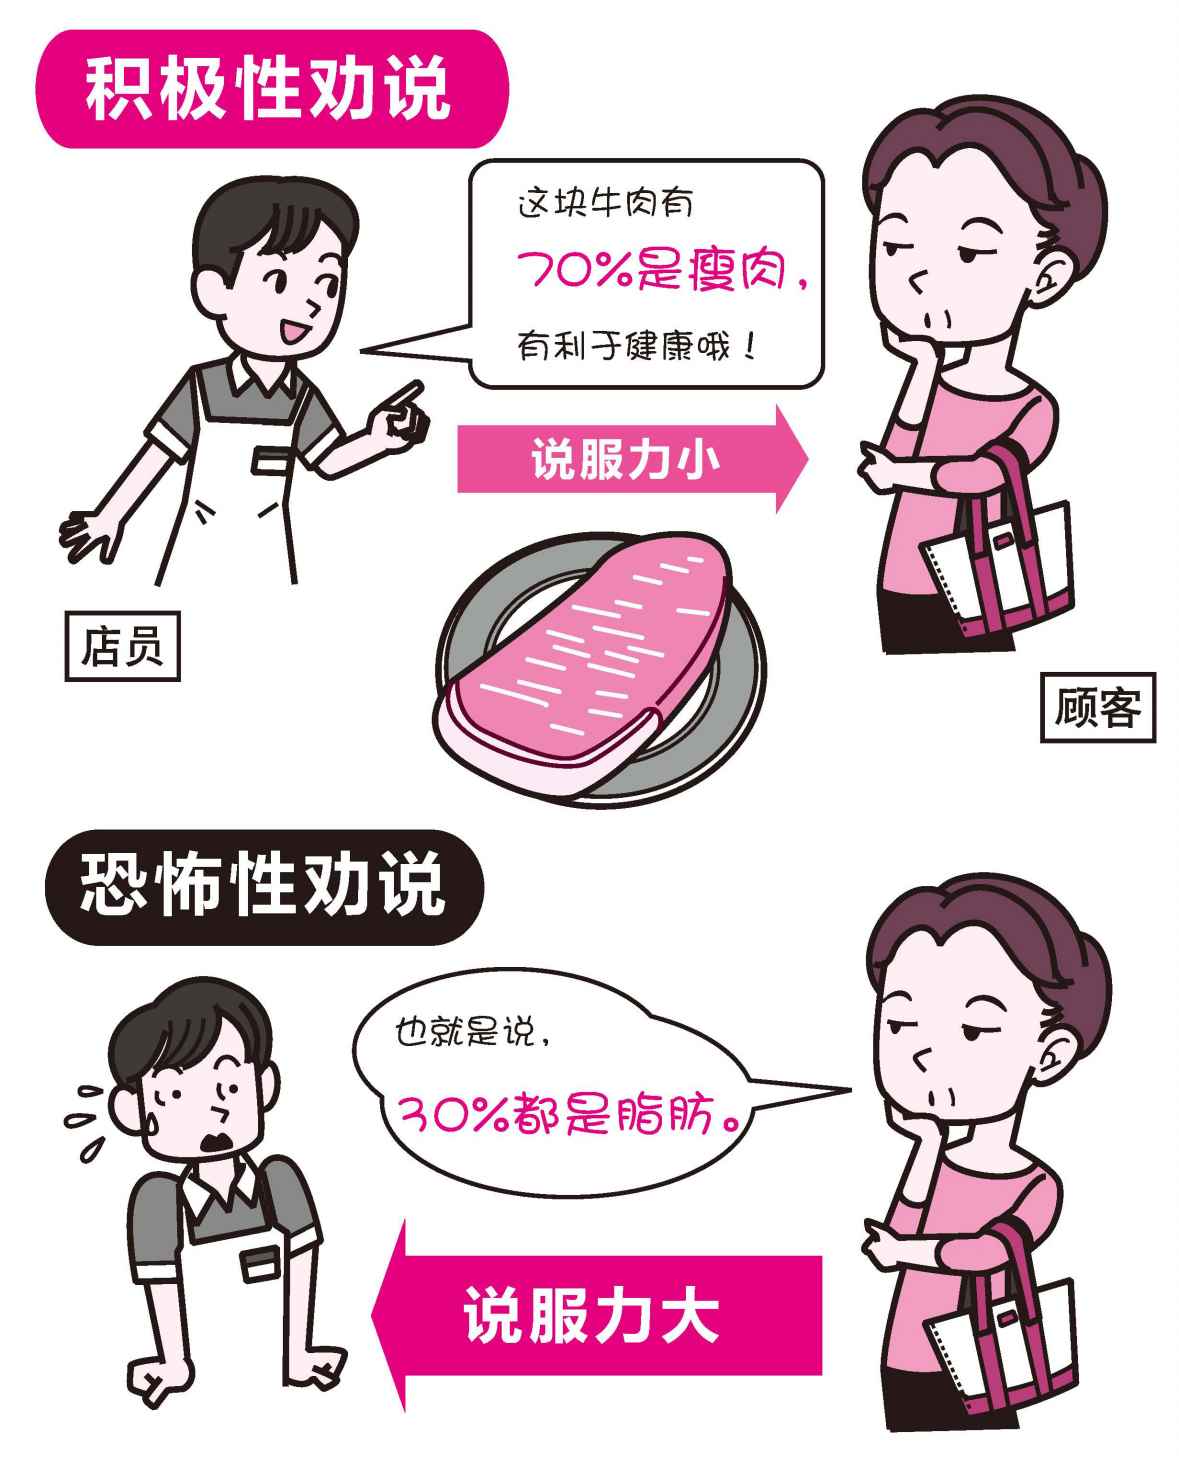 积极性劝说
这块牛肉有
70%是瘦肉，
有利于健康哦！
说服力小
店员
顾客
恐怖性劝说
也就是说，
30%都是脂肪。
说服力大